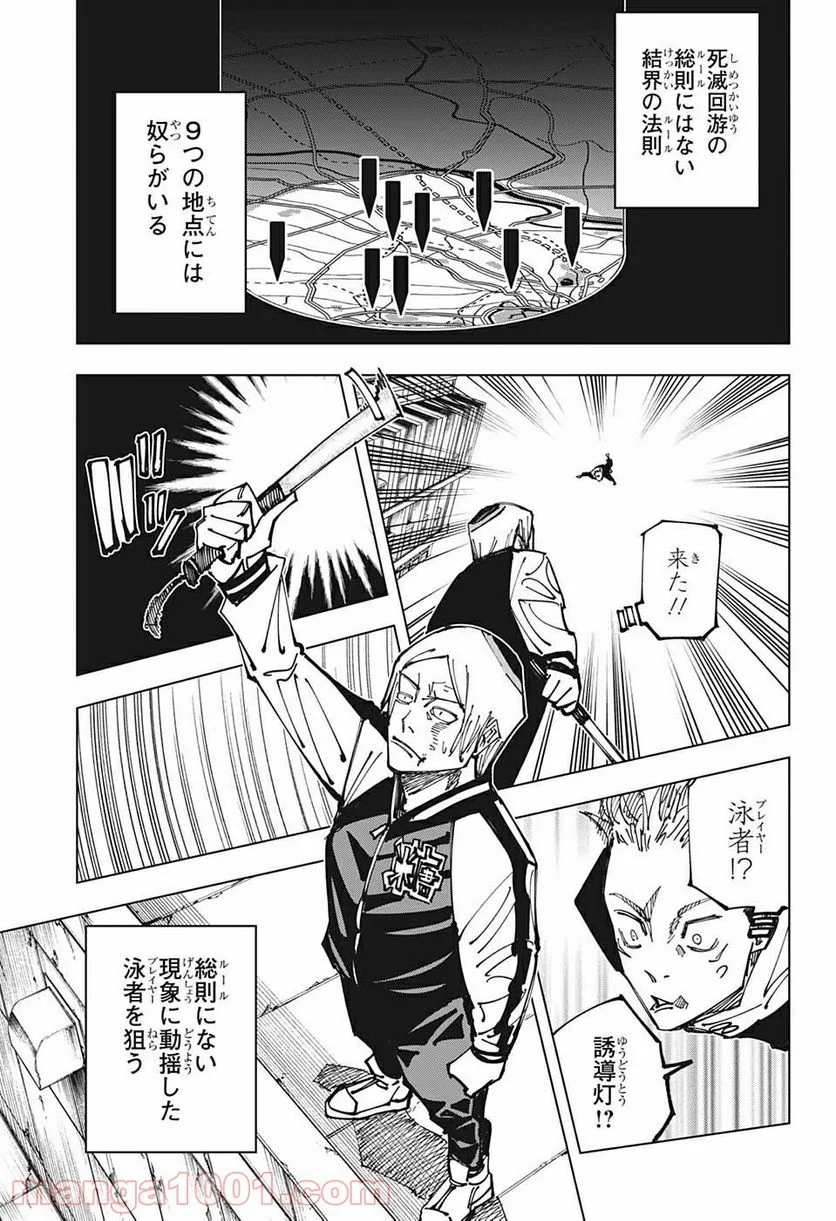 死滅回游の
総則にはない
結界の法則
9つの地点には
奴らがいる
来た!!
泳者!?
誘導灯!?
総則にない
現象に動揺した
泳者を狙う
manga1001.com